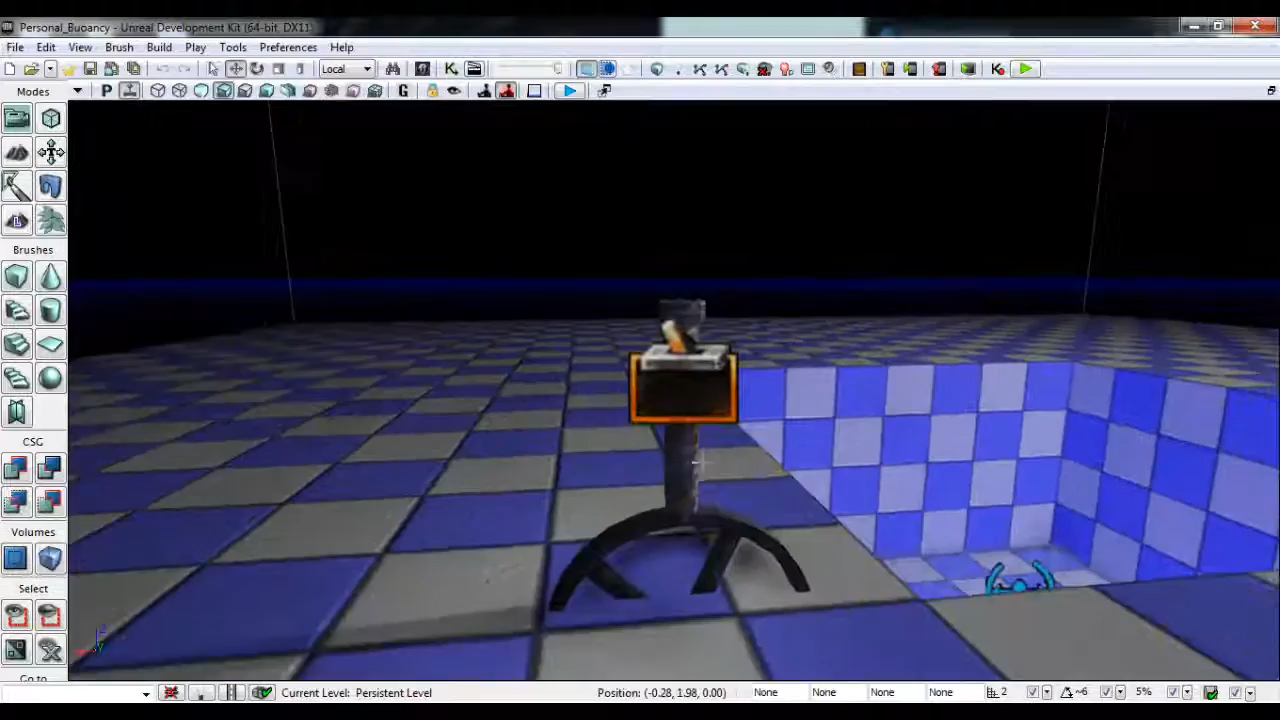 Personal_Buoancy - Unreal Development Kit (64-bit, DX11)
File Edit View Brush Build Play Tools Preferences Help
Local
Modes P G
Brushes
CSG
Volumes
Select
Go to
Current Level: Persistent Level Position: (-0.28, 1.98, 0.00) None None None None 2 ~6 5%